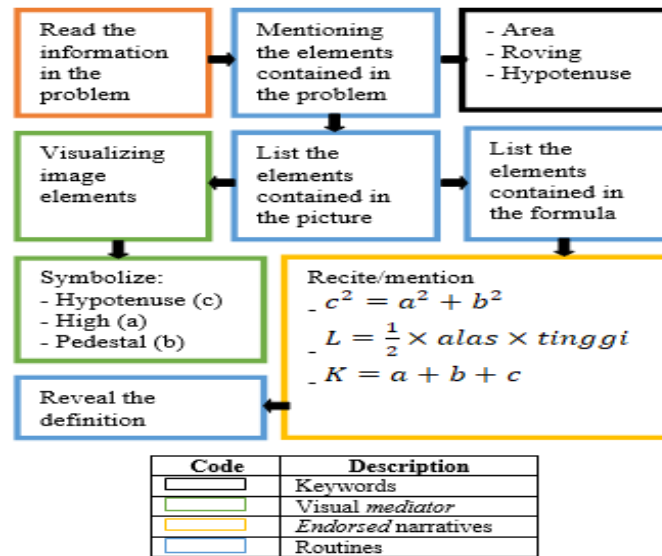 Read the
information
in the
problem
Mentioning
the elements
contained in
the problem
- Area
- Roving
- Hypotenuse
Visualizing
image
elements
List the
elements
contained in
the picture
List the
elements
contained in
the formula
Symbolize:
- Hypotenuse (c)
- High (a)
- Pedestal (b)
Recite/mention
- c² = a² + b²
- L = 1/2 × alas × tinggi
- K = a + b + c
Reveal the
definition
Code Description
Keywords
Visual mediator
Endorsed narratives
Routines